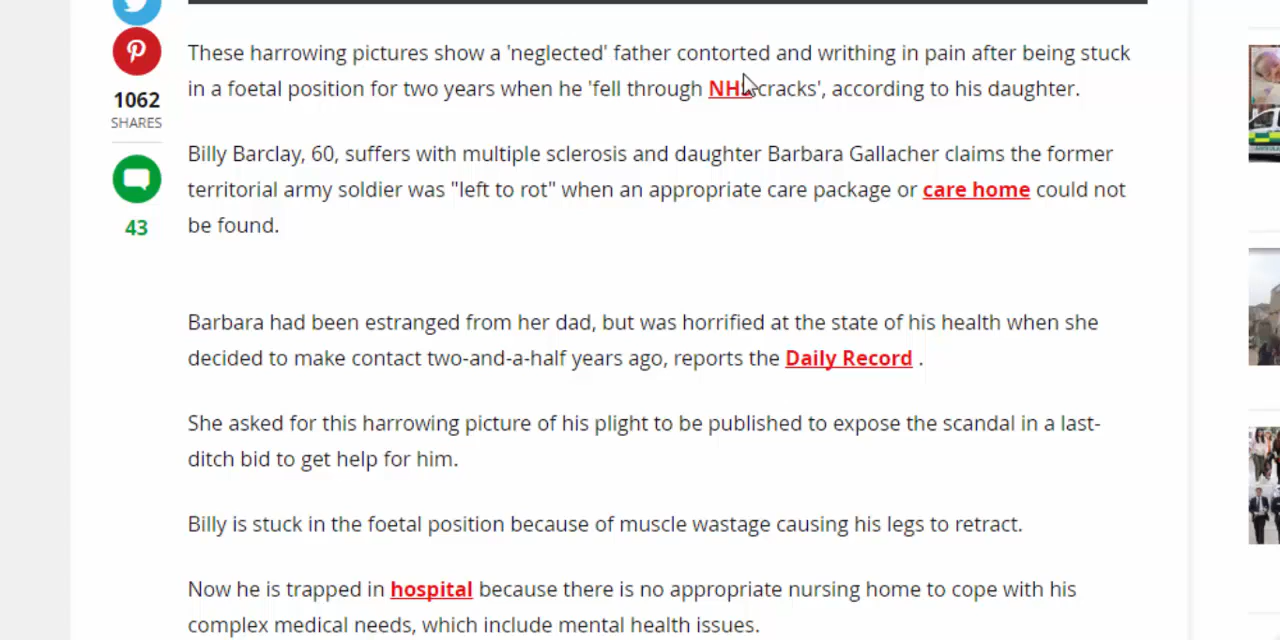 These harrowing pictures show a 'neglected' father contorted and writhing in pain after being stuck
in a foetal position for two years when he 'fell through NHS cracks', according to his daughter.
1062
SHARES
Billy Barclay, 60, suffers with multiple sclerosis and daughter Barbara Gallacher claims the former
territorial army soldier was "left to rot" when an appropriate care package or care home could not
be found.
43
Barbara had been estranged from her dad, but was horrified at the state of his health when she
decided to make contact two-and-a-half years ago, reports the Daily Record .
She asked for this harrowing picture of his plight to be published to expose the scandal in a last-
ditch bid to get help for him.
Billy is stuck in the foetal position because of muscle wastage causing his legs to retract.
Now he is trapped in hospital because there is no appropriate nursing home to cope with his
complex medical needs, which include mental health issues.